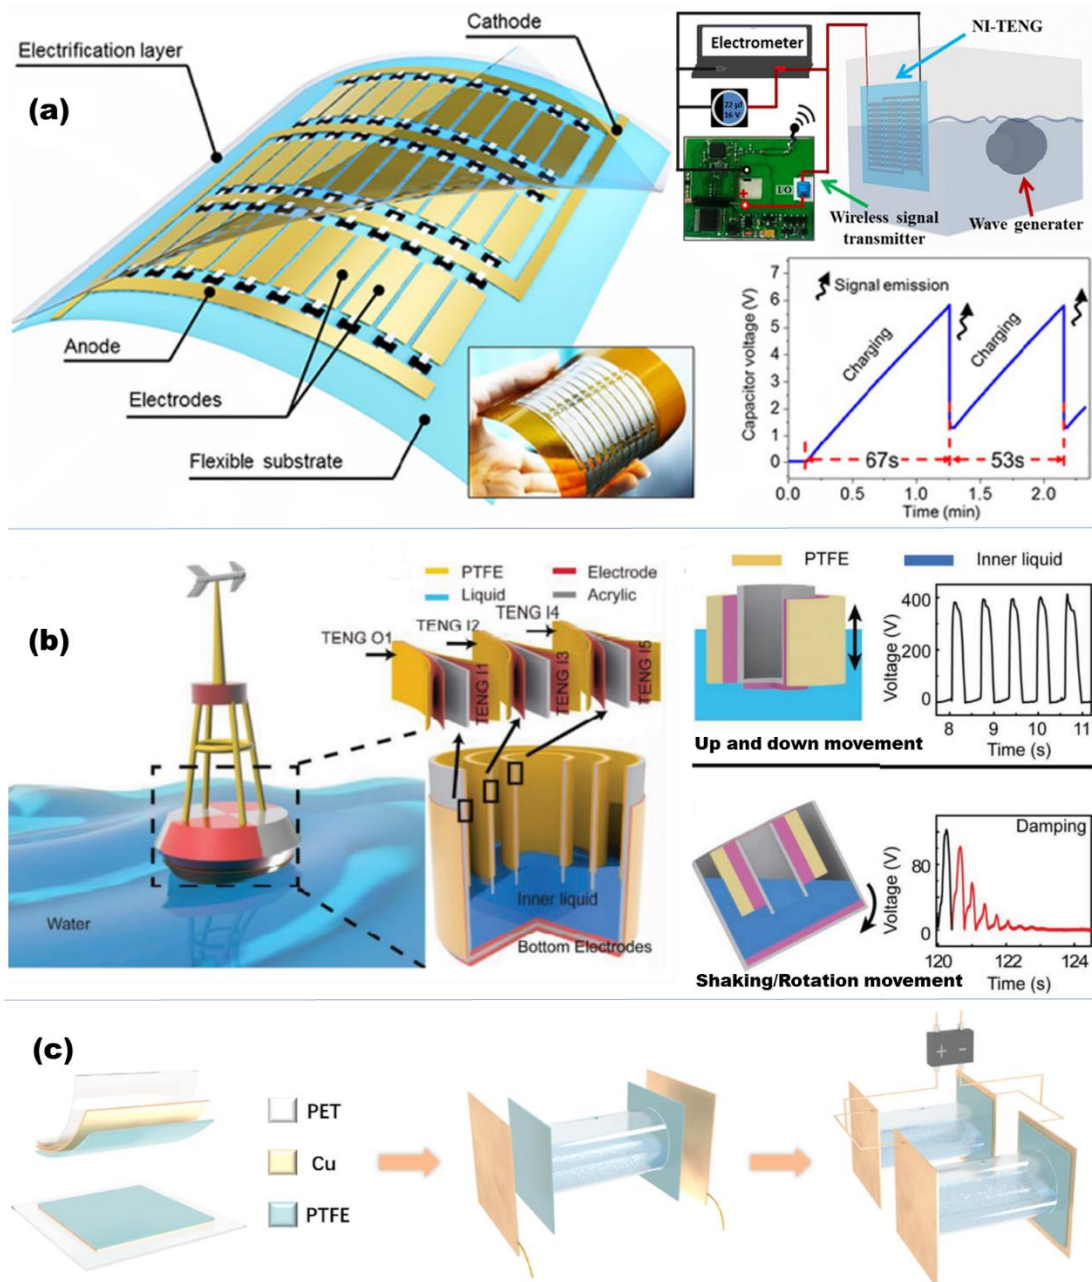 (a)
Electrification layer
Cathode
Anode
Electrodes
Flexible substrate
Electrometer
22 µf
16 V
I/O
Wireless signal
transmitter
NI-TENG
Wave generater
Capacitor voltage (V)
7
6
5
4
3
2
1
0
Signal emission
Charging
Charging
67s
53s
0.0
0.5
1.0
1.5
2.0
Time (min)
(b)
Water
PTFE
Electrode
Liquid
Acrylic
TENG O1
TENG I2
TENG I4
TENG I1
TENG I3
TENG I5
Inner liquid
Bottom Electrodes
PTFE
Inner liquid
Up and down movement
Voltage (V)
400
200
0
8
9
10
11
Time (s)
Shaking/Rotation movement
Damping
Voltage (V)
80
0
120
122
124
Time (s)
(c)
PET
Cu
PTFE
+ -